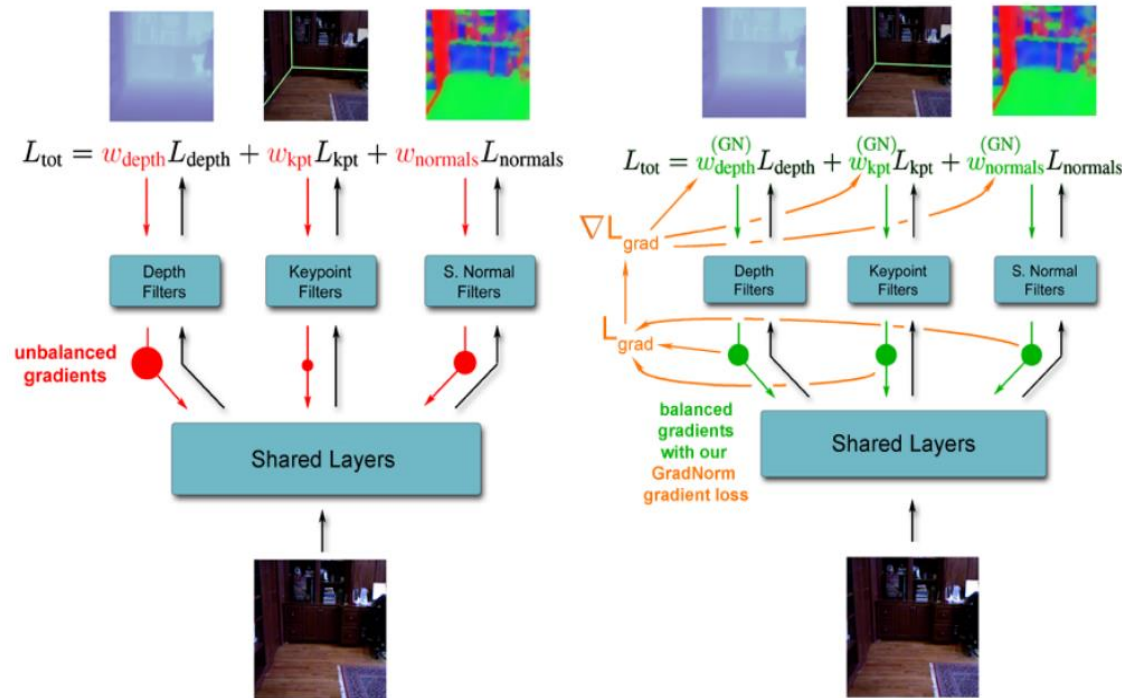 L_tot = w_depth L_depth + w_kpt L_kpt + w_normals L_normals
Depth
Filters
Keypoint
Filters
S. Normal
Filters
unbalanced
gradients
Shared Layers
L_tot = w_depth^(GN) L_depth + w_kpt^(GN) L_kpt + w_normals^(GN) L_normals
∇L_grad
Depth
Filters
Keypoint
Filters
S. Normal
Filters
L_grad
balanced
gradients
with our
GradNorm
gradient loss
Shared Layers